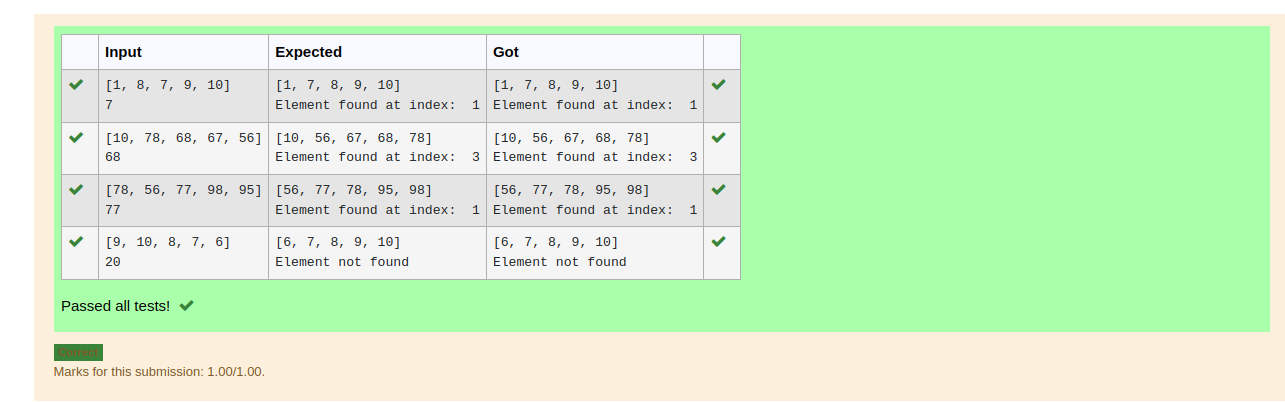 Input Expected Got
[1, 8, 7, 9, 10] [1, 7, 8, 9, 10] [1, 7, 8, 9, 10]
7 Element found at index:  1 Element found at index:  1
[10, 78, 68, 67, 56] [10, 56, 67, 68, 78] [10, 56, 67, 68, 78]
68 Element found at index:  3 Element found at index:  3
[78, 56, 77, 98, 95] [56, 77, 78, 95, 98] [56, 77, 78, 95, 98]
77 Element found at index:  1 Element found at index:  1
[9, 10, 8, 7, 6] [6, 7, 8, 9, 10] [6, 7, 8, 9, 10]
20 Element not found Element not found
Passed all tests!
Correct
Marks for this submission: 1.00/1.00.